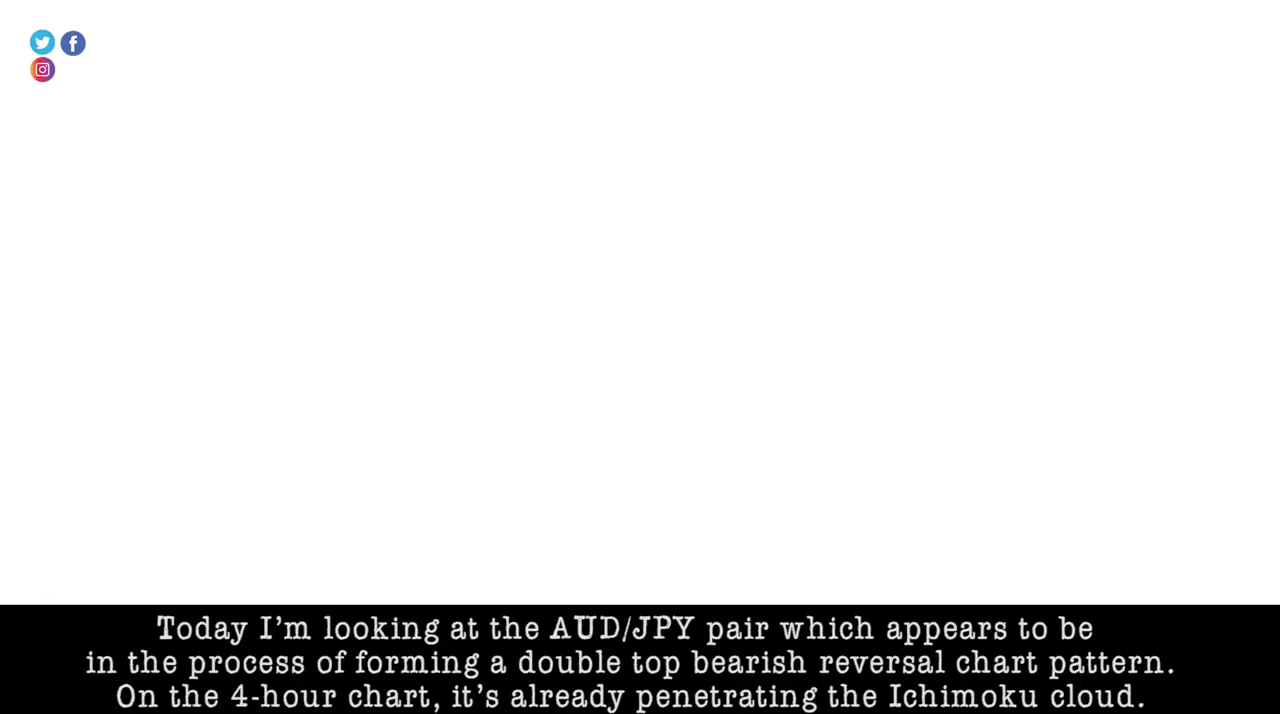 Today I'm looking at the AUD/JPY pair which appears to be
in the process of forming a double top bearish reversal chart pattern.
On the 4-hour chart, it's already penetrating the Ichimoku cloud.